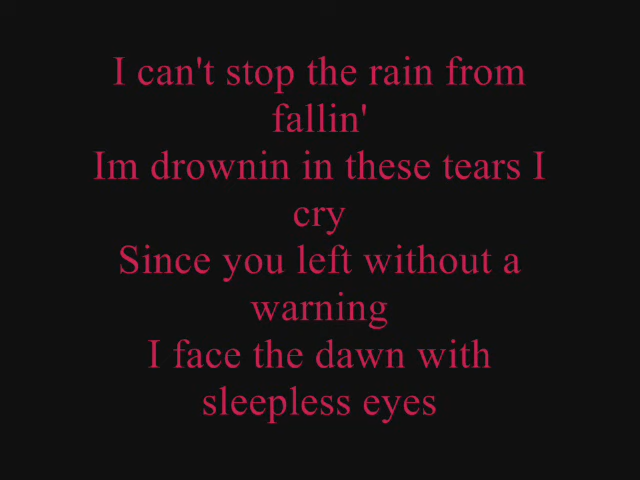 I can't stop the rain from
fallin'
Im drownin in these tears I
cry
Since you left without a
warning
I face the dawn with
sleepless eyes